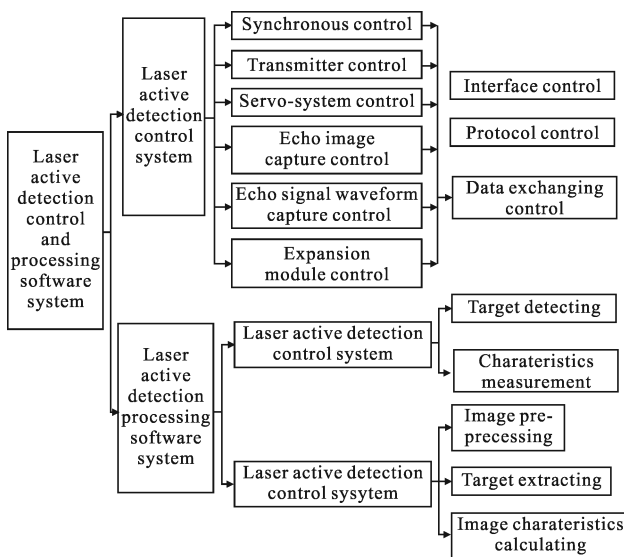 Laser
active
detection
control
and
processing
software
system
Laser
active
detection
control
system
Synchronous control
Transmitter control
Servo-system control
Echo image
capture control
Echo signal waveform
capture control
Expansion
module control
Interface control
Protocol control
Data exchanging
control
Laser
active
detection
processing
software
system
Laser active detection
control system
Target detecting
Charateristics
measurement
Laser active detection
control sysytem
Image pre-
precessing
Target extracting
Image charateristics
calculating